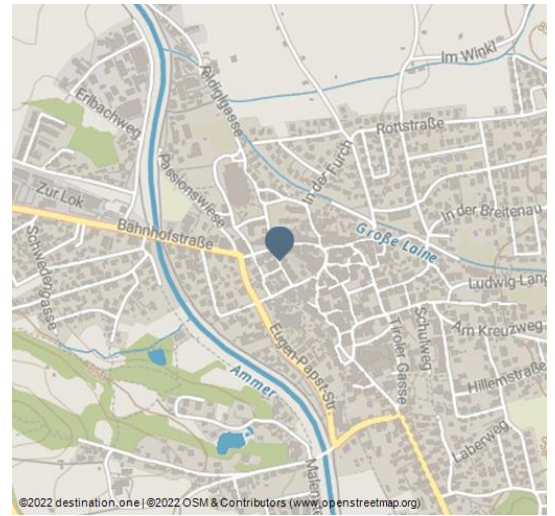 Im Winkl
Feldiglgasse
Erlbachweg
Rottstraße
In der Furch
Passionswiese
Zur Lok
In der Breitenau
Bahnhofstraße
Große Laine
Schwedengasse
Ludwig-Lang
Am Kreuzweg
Schulweg
Tiroler Gasse
Eugen-Papst-Str.
Ammer
Hillemstraße
Laberweg
©2022 destination.one | ©2022 OSM & Contributors (www.openstreetmap.org)